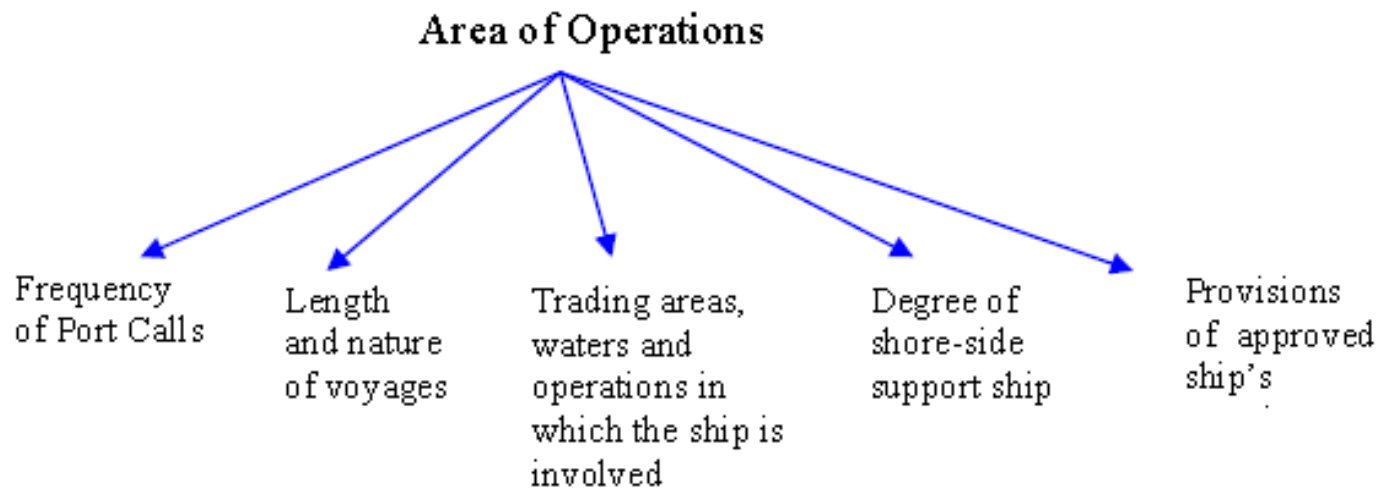 Area of Operations
Frequency
of Port Calls
Length
and nature
of voyages
Trading areas,
waters and
operations in
which the ship is
involved
Degree of
shore-side
support ship
Provisions
of approved
ship's